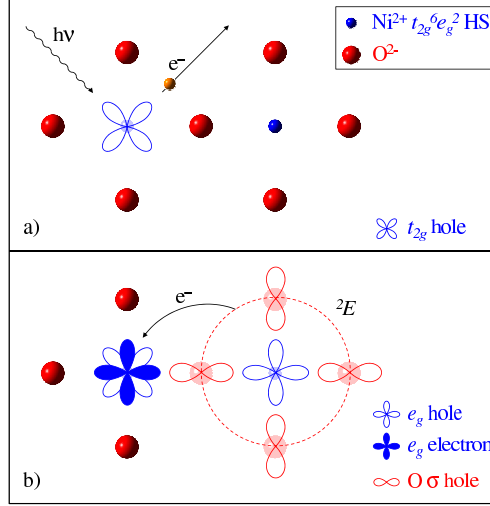 hν
e⁻
Ni²⁺ t₂g⁶eg² HS
O²⁻
a)
t₂g hole
e⁻
²E
eg hole
eg electron
O σ hole
b)